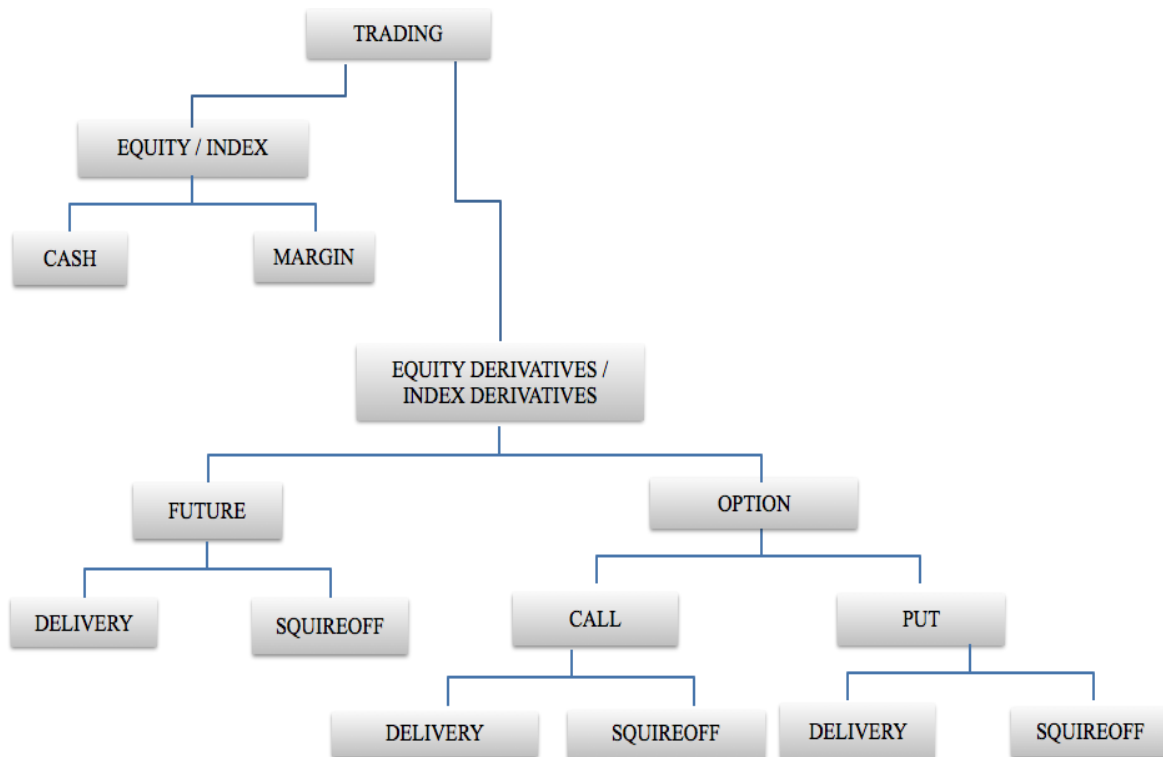 TRADING
EQUITY / INDEX
CASH
MARGIN
EQUITY DERIVATIVES /
INDEX DERIVATIVES
FUTURE
OPTION
DELIVERY
SQUIREOFF
CALL
PUT
DELIVERY
SQUIREOFF
DELIVERY
SQUIREOFF